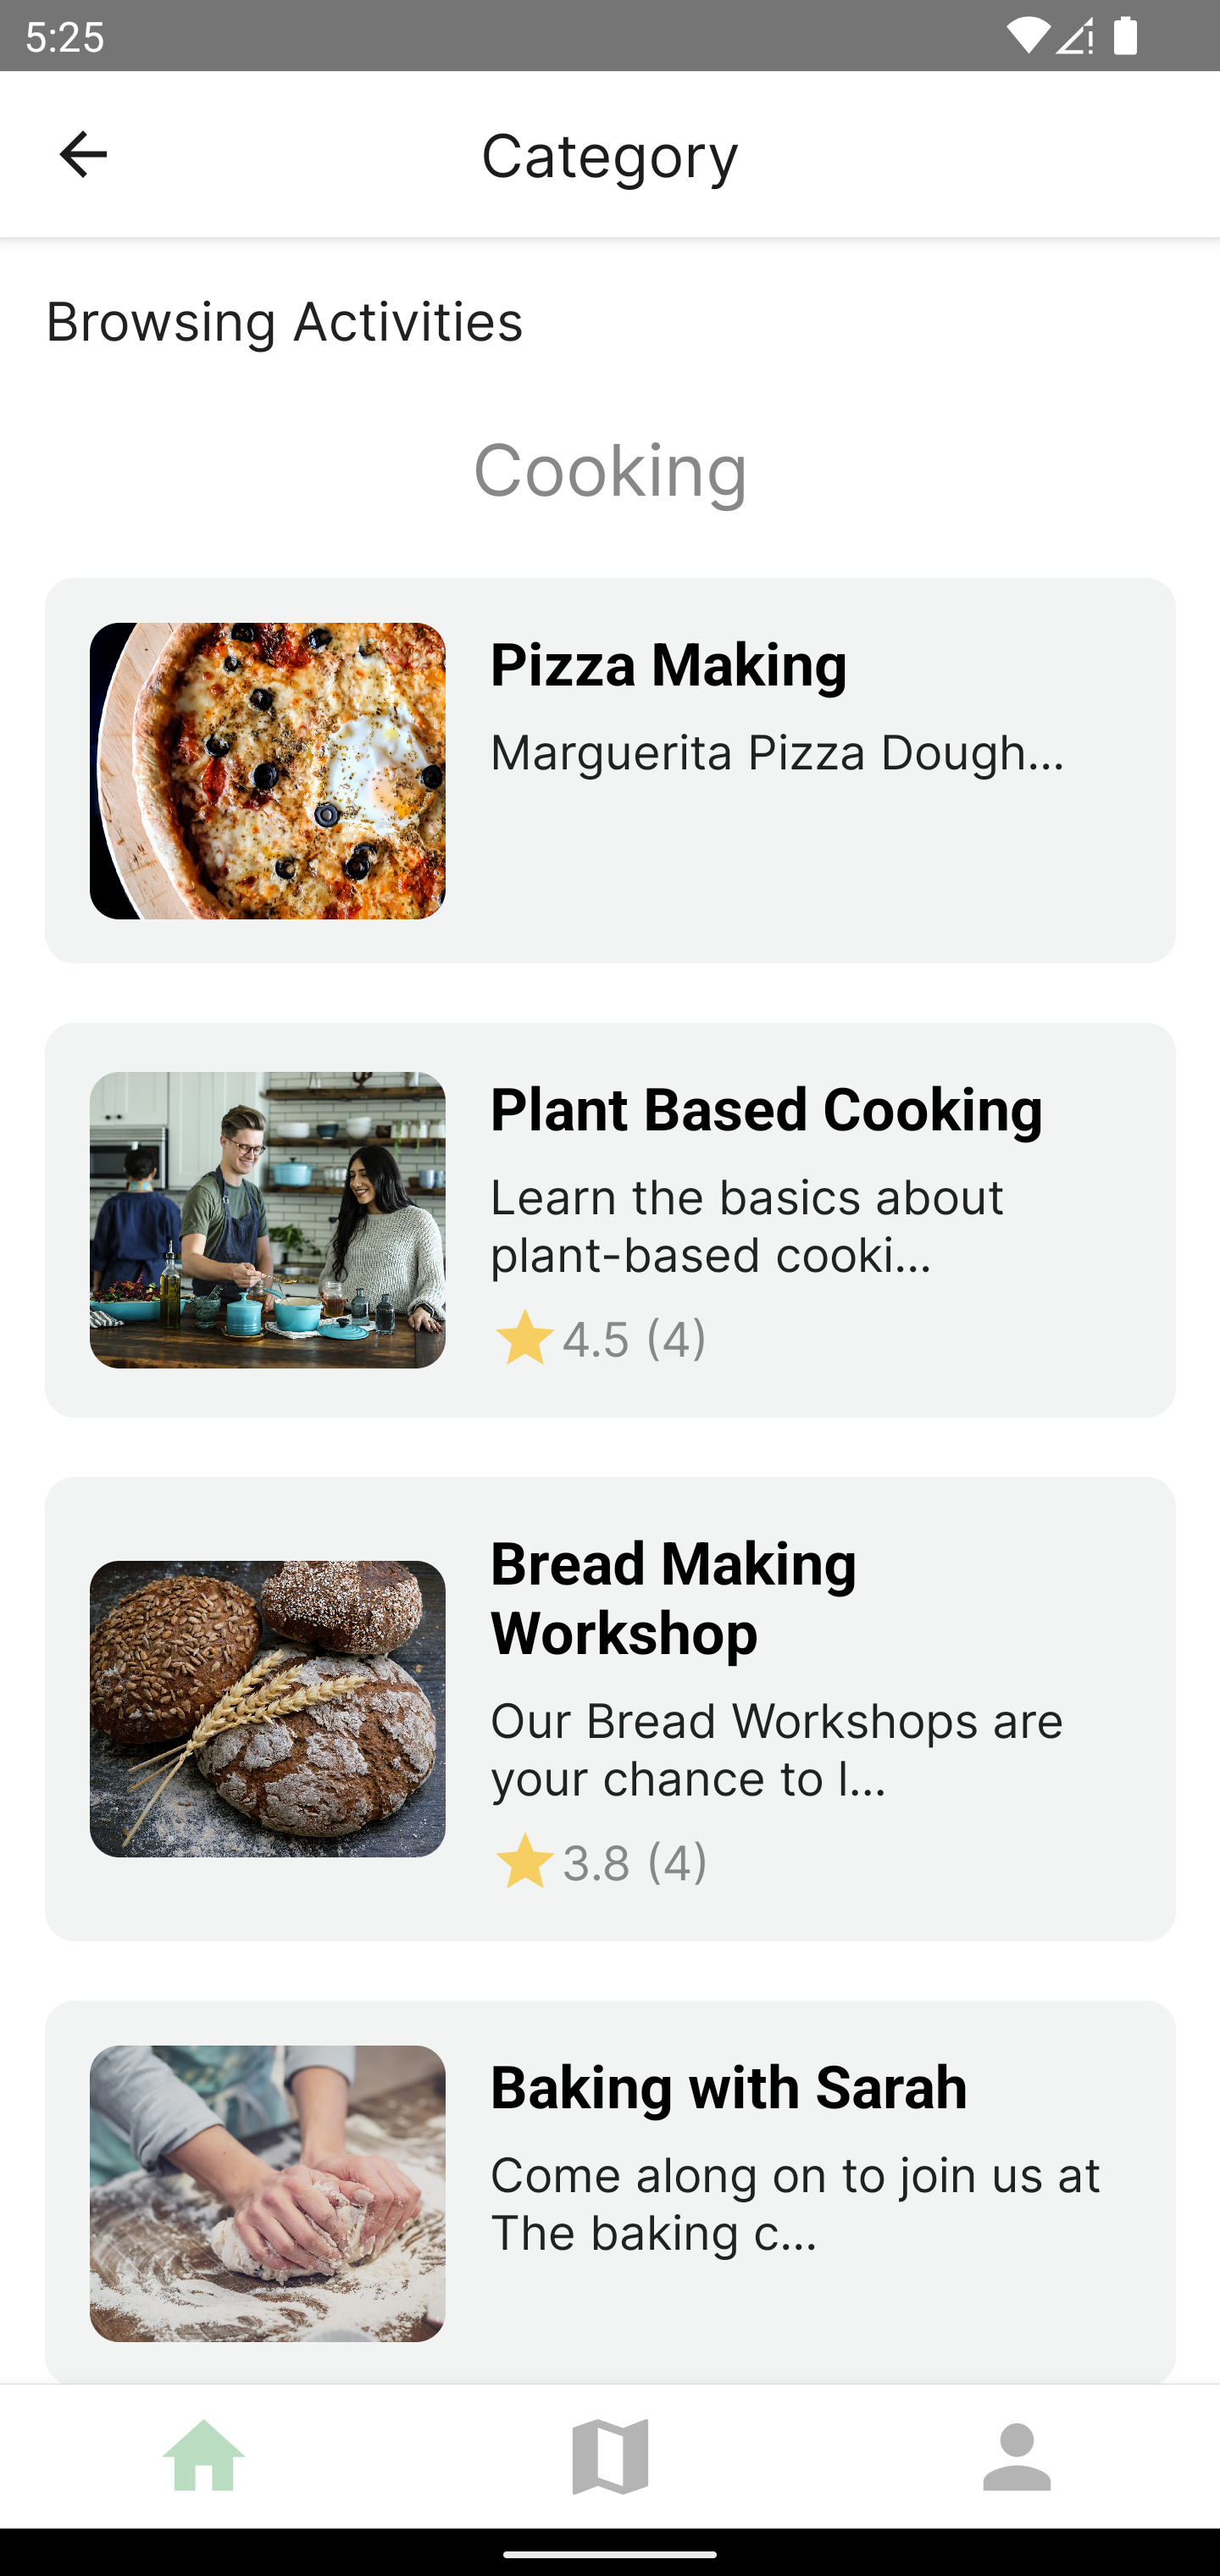 5:25
Category
Browsing Activities
Cooking
Pizza Making
Marguerita Pizza Dough...
Plant Based Cooking
Learn the basics about
plant-based cooki...
4.5 (4)
Bread Making
Workshop
Our Bread Workshops are
your chance to l...
3.8 (4)
Baking with Sarah
Come along on to join us at
The baking c...